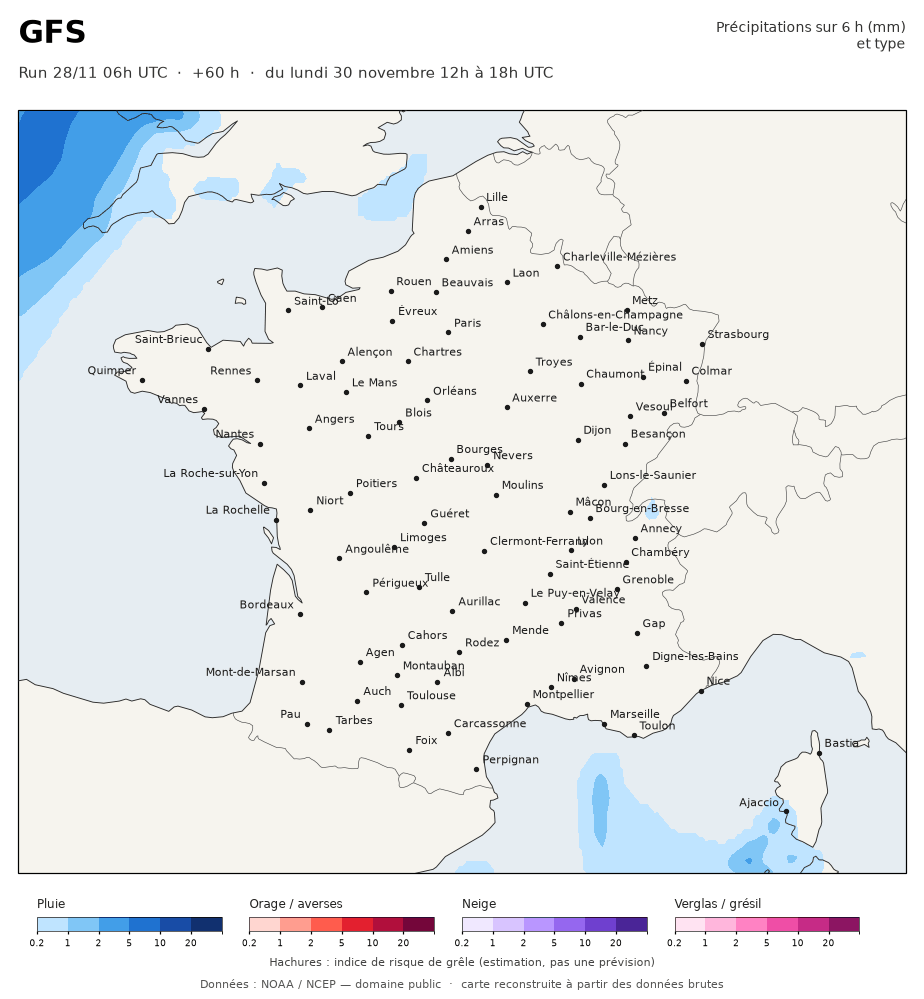 GFS
Précipitations sur 6 h (mm)
et type
Run 28/11 06h UTC · +60 h · du lundi 30 novembre 12h à 18h UTC
Lille
Arras
Amiens
Charleville-Mézières
Laon
Rouen
Beauvais
Saint-Lô
Caen
Metz
Évreux
Châlons-en-Champagne
Bar-le-Duc
Nancy
Paris
Strasbourg
Saint-Brieuc
Alençon
Chartres
Troyes
Quimper
Rennes
Laval
Le Mans
Chaumont
Épinal
Colmar
Orléans
Vannes
Auxerre
Vesoul
Belfort
Blois
Angers
Tours
Nantes
Dijon
Besançon
Bourges
Nevers
La Roche-sur-Yon
Châteauroux
Lons-le-Saunier
Poitiers
Moulins
Niort
Mâcon
Bourg-en-Bresse
La Rochelle
Guéret
Annecy
Limoges
Clermont-Ferrand
Lyon
Angoulême
Chambéry
Saint-Étienne
Périgueux
Tulle
Grenoble
Le Puy-en-Velay
Valence
Bordeaux
Aurillac
Privas
Gap
Cahors
Mende
Rodez
Agen
Digne-les-Bains
Mont-de-Marsan
Montauban
Albi
Nîmes
Avignon
Nice
Auch
Toulouse
Montpellier
Pau
Tarbes
Carcassonne
Marseille
Toulon
Foix
Bastia
Perpignan
Ajaccio
Pluie
Orage / averses
Neige
Verglas / grésil
0.2 1 2 5 10 20
0.2 1 2 5 10 20
0.2 1 2 5 10 20
0.2 1 2 5 10 20
Hachures : indice de risque de grêle (estimation, pas une prévision)
Données : NOAA / NCEP — domaine public · carte reconstruite à partir des données brutes